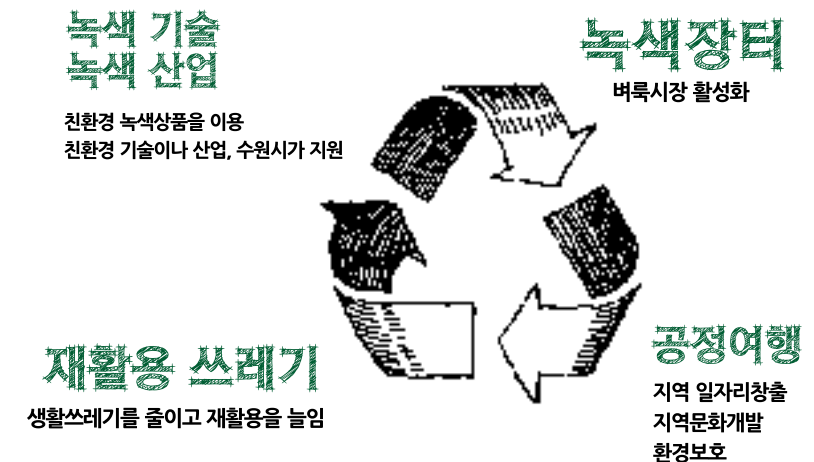 녹색 기술
녹색 산업
친환경 녹색상품을 이용
친환경 기술이나 산업, 수원시가 지원
녹색장터
벼룩시장 활성화
재활용 쓰레기
생활쓰레기를 줄이고 재활용을 늘임
공정여행
지역 일자리창출
지역문화개발
환경보호